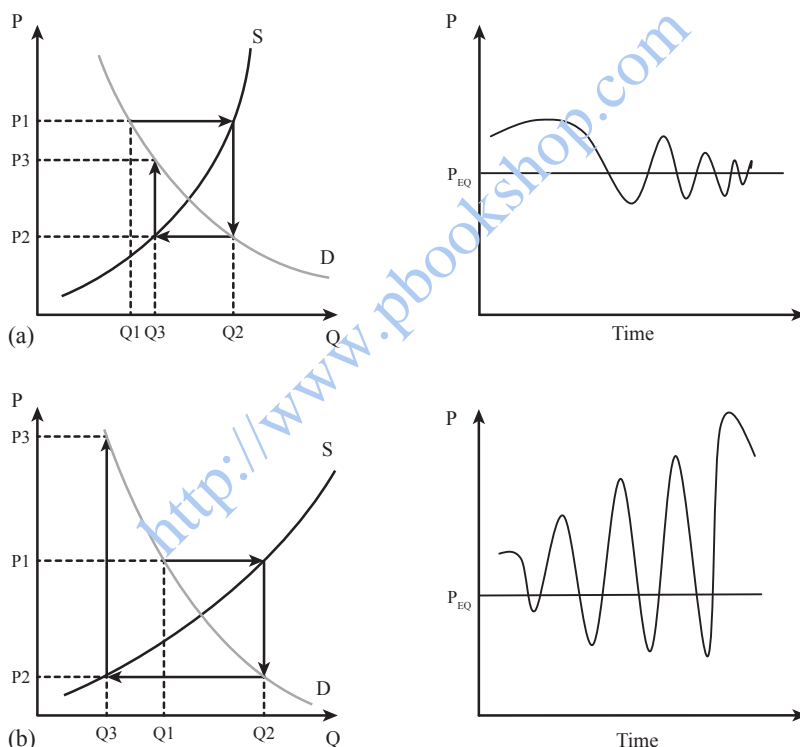 P
S
P1
P3
P2
D
Q1 Q3 Q2 Q
(a)
P
P_EQ
Time
P
P3
S
P1
P2
D
Q3 Q1 Q2 Q
(b)
P
P_EQ
Time
http://www.pbookshop.com